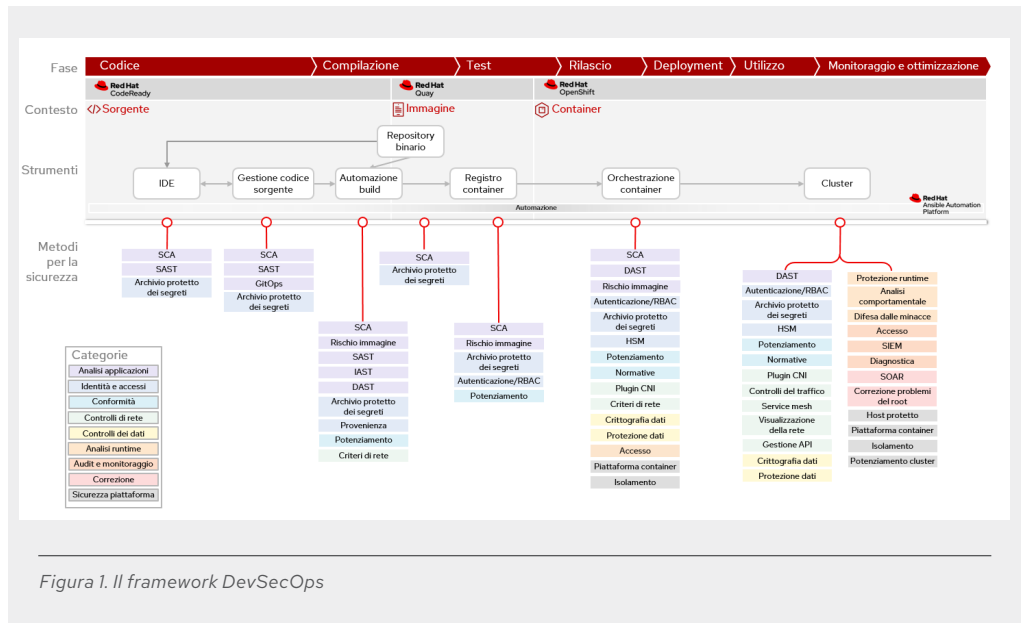 Fase
Codice
Compilazione
Test
Rilascio
Deployment
Utilizzo
Monitoraggio e ottimizzazione
Red Hat
CodeReady
Red Hat
Quay
Red Hat
OpenShift
Contesto
</> Sorgente
Immagine
Container
Strumenti
Repository
binario
IDE
Gestione codice
sorgente
Automazione
build
Registro
container
Orchestrazione
container
Cluster
Automazione
Red Hat
Ansible Automation
Platform
Metodi
per la
sicurezza
SCA
SAST
Archivio protetto
dei segreti
SCA
SAST
GitOps
Archivio protetto
dei segreti
SCA
Rischio immagine
SAST
IAST
DAST
Archivio protetto
dei segreti
Provenienza
Potenziamento
Criteri di rete
SCA
Archivio protetto
dei segreti
SCA
Rischio immagine
Archivio protetto
dei segreti
Autenticazione/RBAC
Potenziamento
SCA
DAST
Rischio immagine
Autenticazione/RBAC
Archivio protetto
dei segreti
HSM
Potenziamento
Normative
Plugin CNI
Criteri di rete
Crittografia dati
Protezione dati
Accesso
Piattaforma container
Isolamento
DAST
Autenticazione/RBAC
Archivio protetto
dei segreti
HSM
Potenziamento
Normative
Plugin CNI
Controlli del traffico
Service mesh
Visualizzazione
della rete
Gestione API
Crittografia dati
Protezione dati
Protezione runtime
Analisi
comportamentale
Difesa dalle minacce
Accesso
SIEM
Diagnostica
SOAR
Correzione problemi
del root
Host protetto
Piattaforma container
Isolamento
Potenziamento cluster
Categorie
Analisi applicazioni
Identità e accessi
Conformità
Controlli di rete
Controlli dei dati
Analisi runtime
Audit e monitoraggio
Correzione
Sicurezza piattaforma
Figura 1. Il framework DevSecOps